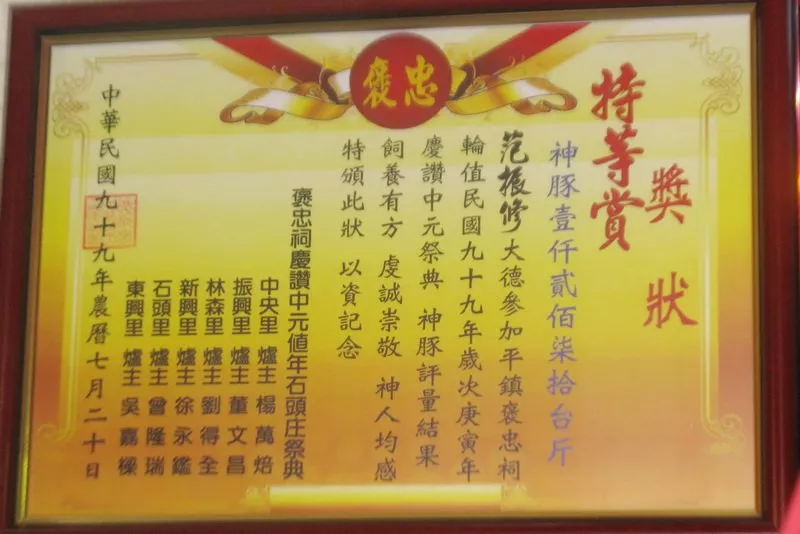 褒忠
獎狀
特等賞
神豚壹仟貳佰柒拾台斤
范振修大德參加平鎮褒忠祠
輪值民國九十九年歲次庚寅年
慶讚中元祭典 神豚評量結果
飼養有方 虔誠崇敬 神人均感
特頒此狀 以資記念
褒忠祠慶讚中元值年石頭庄祭典
中央里 爐主 楊萬焙
振興里 爐主 董文昌
林森里 爐主 劉得全
新興里 爐主 徐永鑑
石頭里 爐主 曾隆瑞
東興里 爐主 吳嘉樑
中華民國九十九年農曆七月二十日